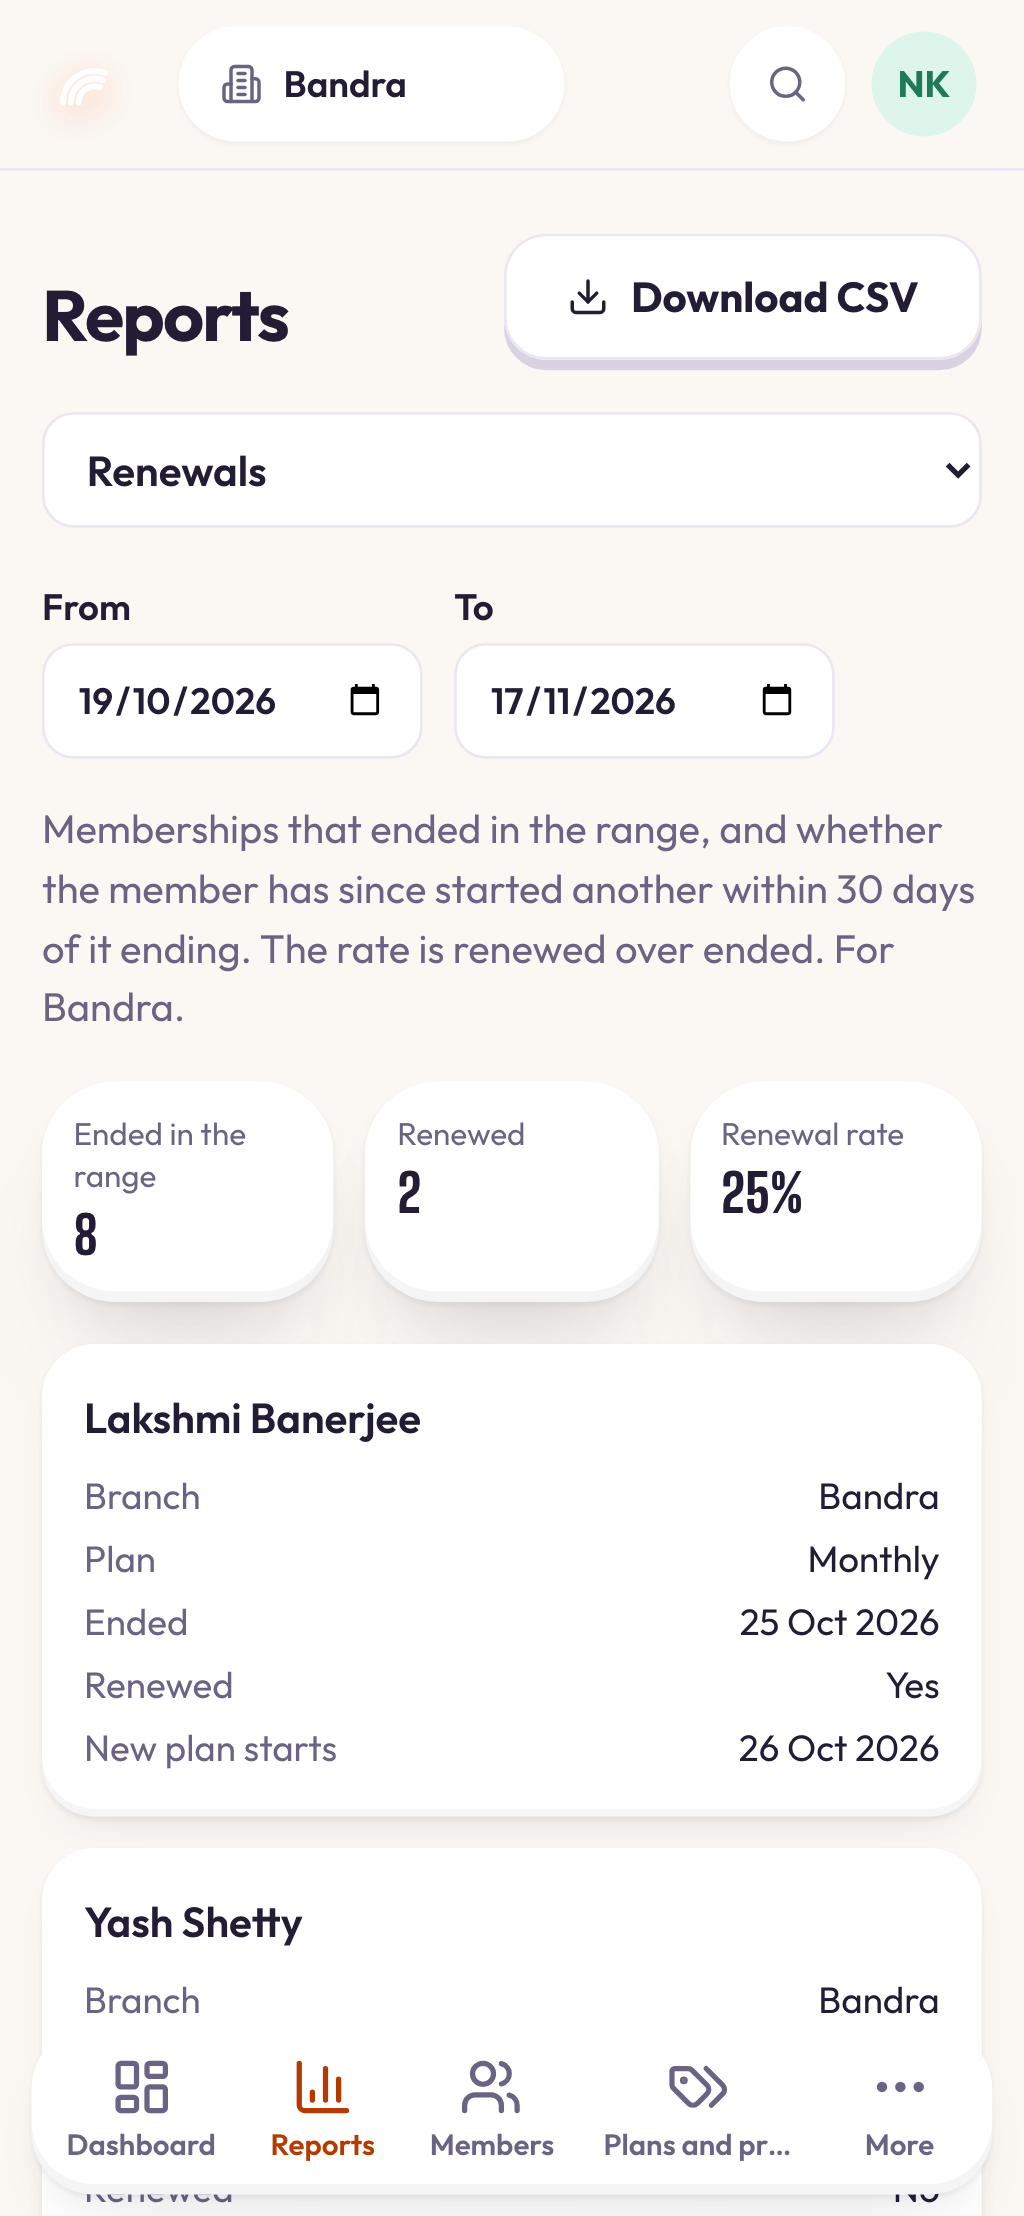 Bandra
NK
Reports
Download CSV
Renewals
From
To
19/10/2026
17/11/2026
Memberships that ended in the range, and whether
the member has since started another within 30 days
of it ending. The rate is renewed over ended. For
Bandra.
Ended in the
range
8
Renewed
2
Renewal rate
25%
Lakshmi Banerjee
Branch Bandra
Plan Monthly
Ended 25 Oct 2026
Renewed Yes
New plan starts 26 Oct 2026
Yash Shetty
Branch Bandra
Dashboard
Reports
Members
Plans and pr...
More
Renewed No